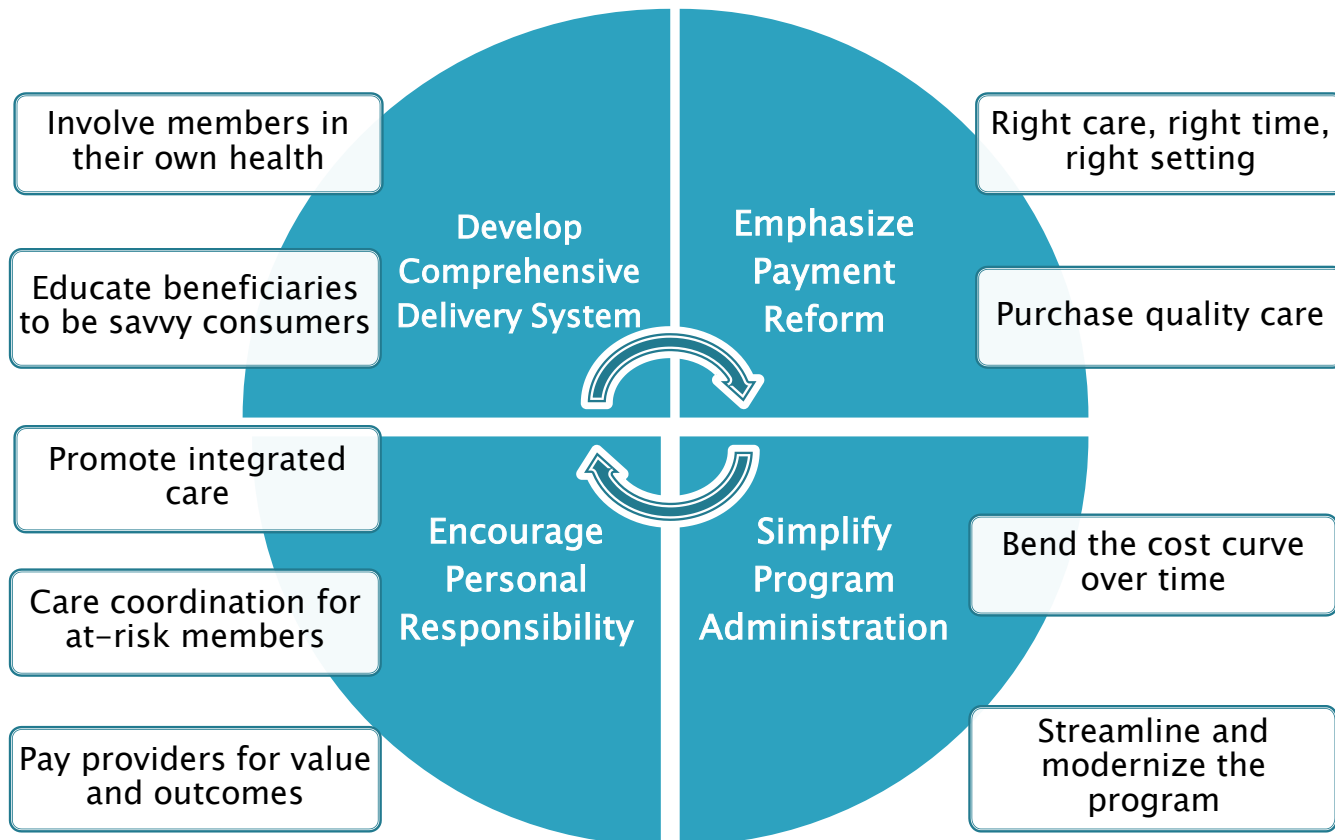 Involve members in
their own health
Educate beneficiaries
to be savvy consumers
Promote integrated
care
Care coordination for
at-risk members
Pay providers for value
and outcomes
Develop
Comprehensive
Delivery System
Emphasize
Payment
Reform
Encourage
Personal
Responsibility
Simplify
Program
Administration
Right care, right time,
right setting
Purchase quality care
Bend the cost curve
over time
Streamline and
modernize the
program